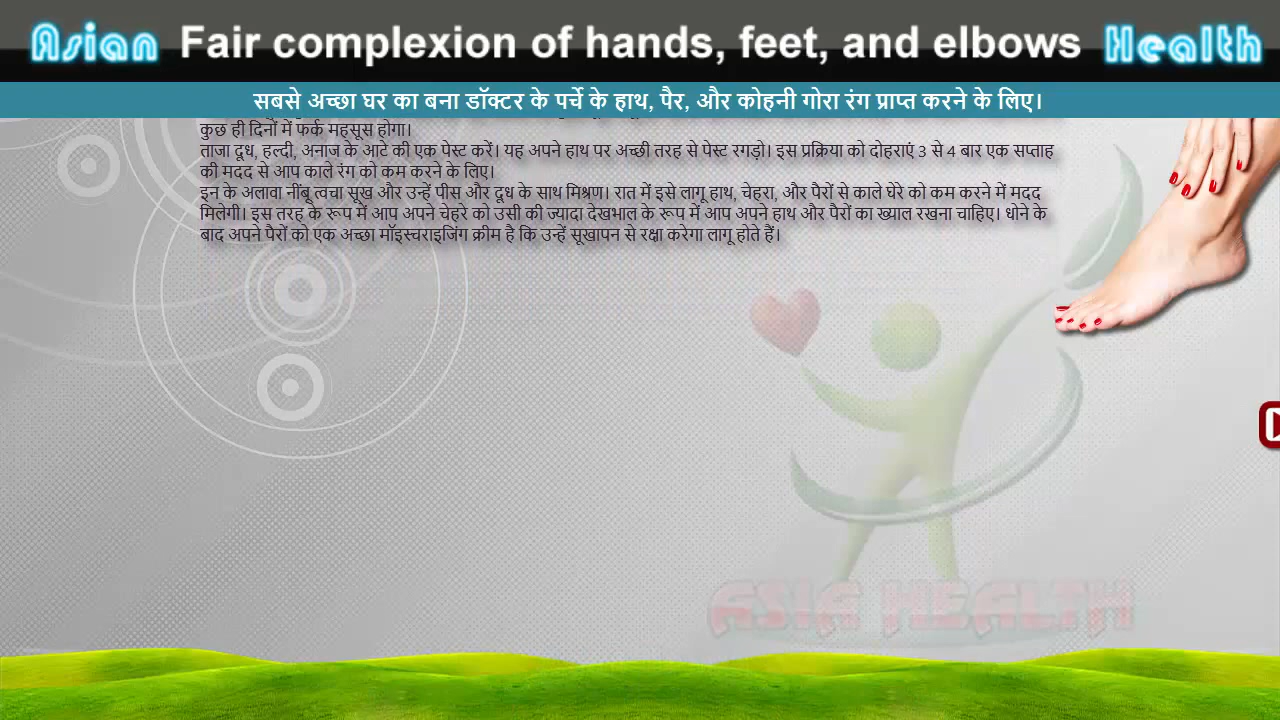 Asian Fair complexion of hands, feet, and elbows Health
सबसे अच्छा घर का बना डॉक्टर के पर्चे के हाथ, पैर, और कोहनी गोरा रंग प्राप्त करने के लिए।
कुछ ही दिनों में फर्क महसूस होगा।
ताजा दूध, हल्दी, अनाज के आटे की एक पेस्ट करें। यह अपने हाथ पर अच्छी तरह से पेस्ट रगड़ो। इस प्रक्रिया को दोहराएं 3 से 4 बार एक सप्ताह
की मदद से आप काले रंग को कम करने के लिए।
इन के अलावा नींबू त्वचा सूख और उन्हें पीस और दूध के साथ मिश्रण। रात में इसे लागू हाथ, चेहरा, और पैरों से काले घेरे को कम करने में मदद
मिलेगी। इस तरह के रूप में आप अपने चेहरे को उसी की ज्यादा देखभाल के रूप में आप अपने हाथ और पैरों का ख्याल रखना चाहिए। धोने के
बाद अपने पैरों को एक अच्छा मॉइस्चराइजिंग क्रीम है कि उन्हें सूखापन से रक्षा करेगा लागू होते हैं।
ASIA HEALTH